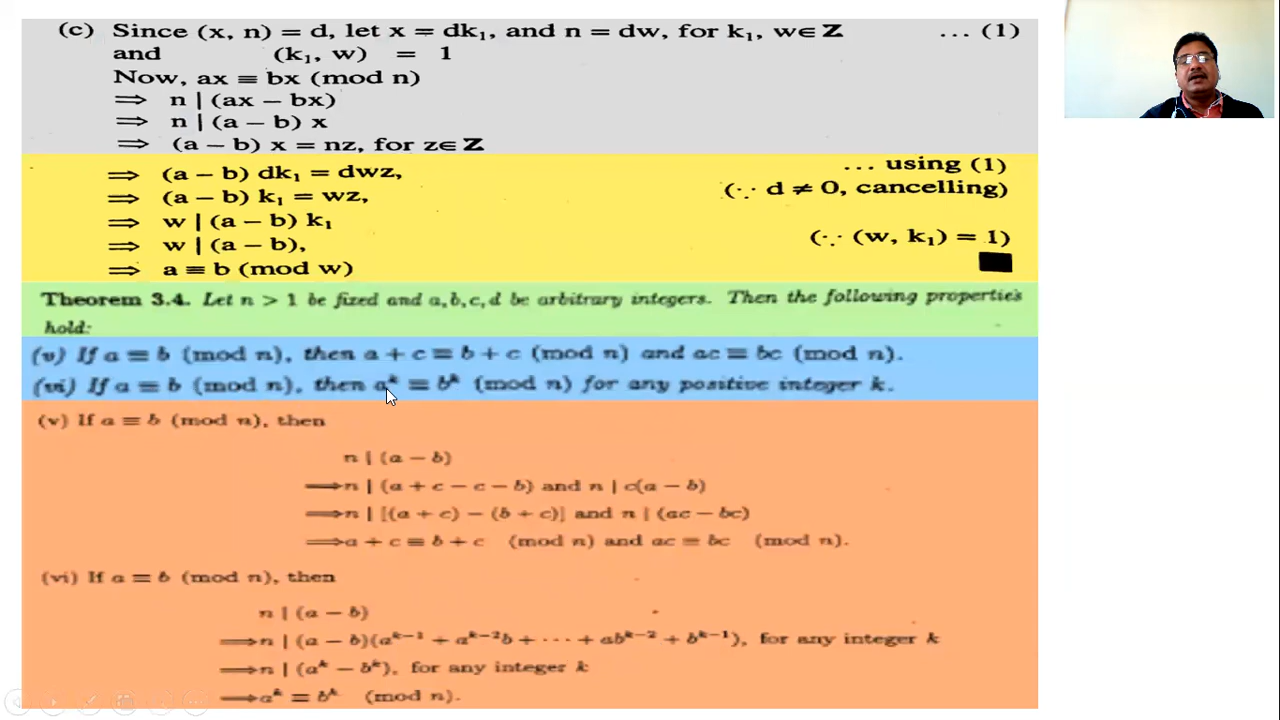 (c) Since (x, n) = d, let x = dk₁, and n = dw, for k₁, w∈ Z ... (1)
and (k₁, w) = 1
Now, ax ≡ bx (mod n)
⟹ n | (ax − bx)
⟹ n | (a − b) x
⟹ (a − b) x = nz, for z∈ Z
⟹ (a − b) dk₁ = dwz, ... using (1)
⟹ (a − b) k₁ = wz, (∵ d ≠ 0, cancelling)
⟹ w | (a − b) k₁
⟹ w | (a − b), (∵ (w, k₁) = 1)
⟹ a ≡ b (mod w)
Theorem 3.4. Let n > 1 be fized and a, b, c, d be arbitrary integers. Then the following properties
hold:
(v) If a ≡ b (mod n), then a + c ≡ b + c (mod n) and ac ≡ bc (mod n).
(vi) If a ≡ b (mod n), then aᵏ ≡ bᵏ (mod n) for any positive integer k.
(v) If a ≡ b (mod n), then
n | (a − b)
⟹n | (a + c − c − b) and n | c(a − b)
⟹n | [(a + c) − (b + c)] and n | (ac − bc)
⟹a + c ≡ b + c (mod n) and ac ≡ bc (mod n).
(vi) If a ≡ b (mod n), then
n | (a − b)
⟹n | (a − b)(aᵏ⁻¹ + aᵏ⁻²b + ··· + abᵏ⁻² + bᵏ⁻¹), for any integer k
⟹n | (aᵏ − bᵏ), for any integer k
⟹aᵏ ≡ bᵏ (mod n).